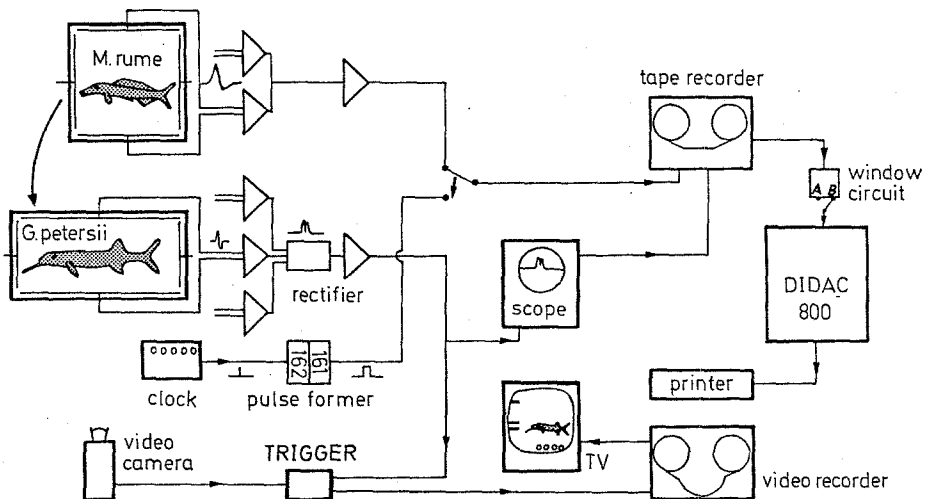 M. rume
tape recorder
window
circuit
A B
G. petersii
rectifier
scope
DIDAC
800
clock
162 161
pulse former
printer
video
camera
TRIGGER
TV
video recorder